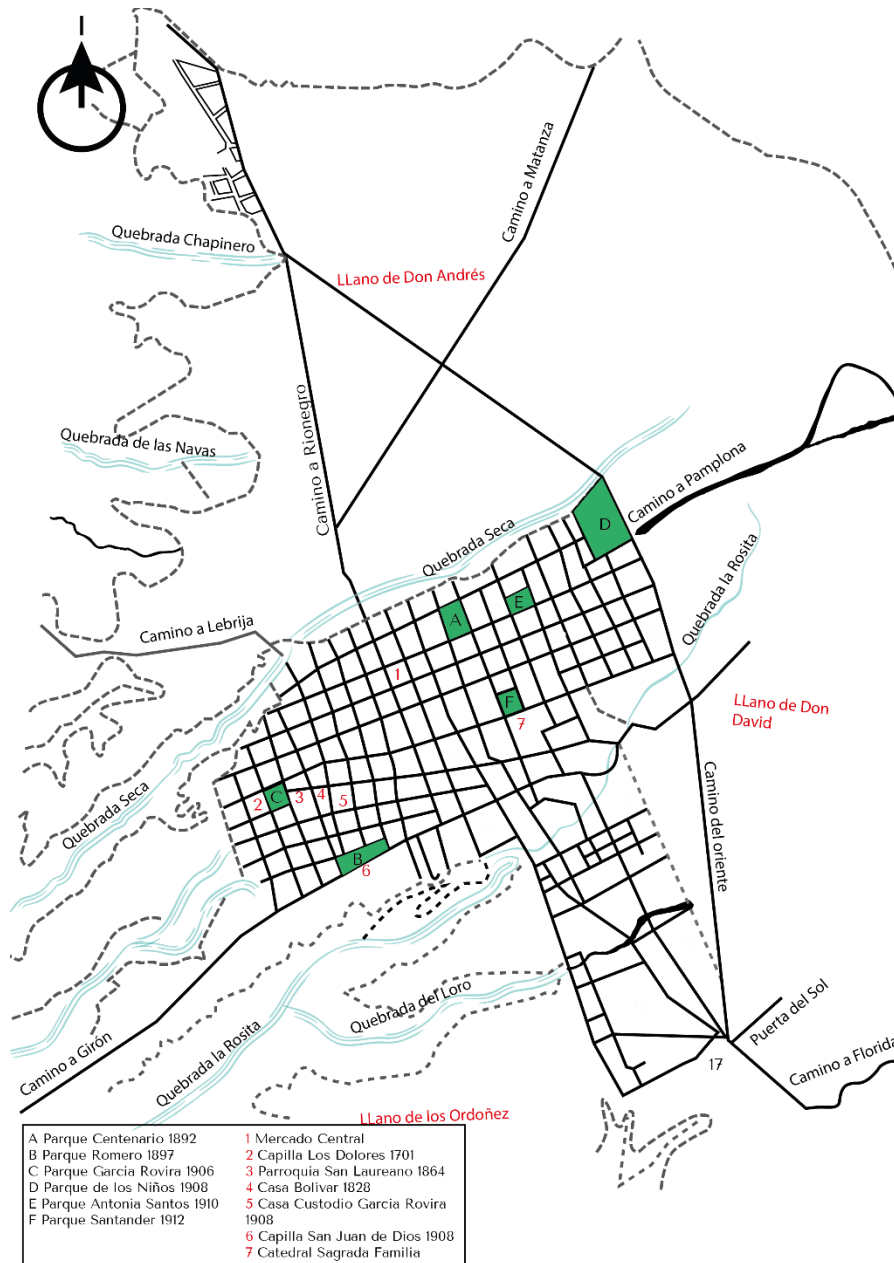 Camino a Matanza
Quebrada Chapinero
LLano de Don Andrés
Camino a Rionegro
Quebrada de las Navas
Camino a Pamplona
D
Quebrada Seca
Quebrada la Rosita
E
A
Camino a Lebrija
1
F
7
LLano de Don
David
Camino del oriente
Quebrada Seca
2
C
3
4
5
B
6
Quebrada del Loro
Puerta del Sol
Camino a Girón
Quebrada la Rosita
17
Camino a Florida
LLano de los Ordoñez
A Parque Centenario 1892
B Parque Romero 1897
C Parque Garcia Rovira 1906
D Parque de los Niños 1908
E Parque Antonia Santos 1910
F Parque Santander 1912
1 Mercado Central
2 Capilla Los Dolores 1701
3 Parroquia San Laureano 1864
4 Casa Bolivar 1828
5 Casa Custodio Garcia Rovira
1908
6 Capilla San Juan de Dios 1908
7 Catedral Sagrada Familia